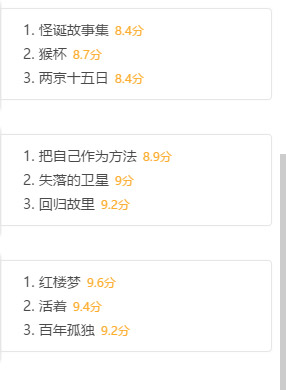 1. 怪诞故事集 8.4分
2. 猴杯 8.7分
3. 两京十五日 8.4分
1. 把自己作为方法 8.9分
2. 失落的卫星 9分
3. 回归故里 9.2分
1. 红楼梦 9.6分
2. 活着 9.4分
3. 百年孤独 9.2分